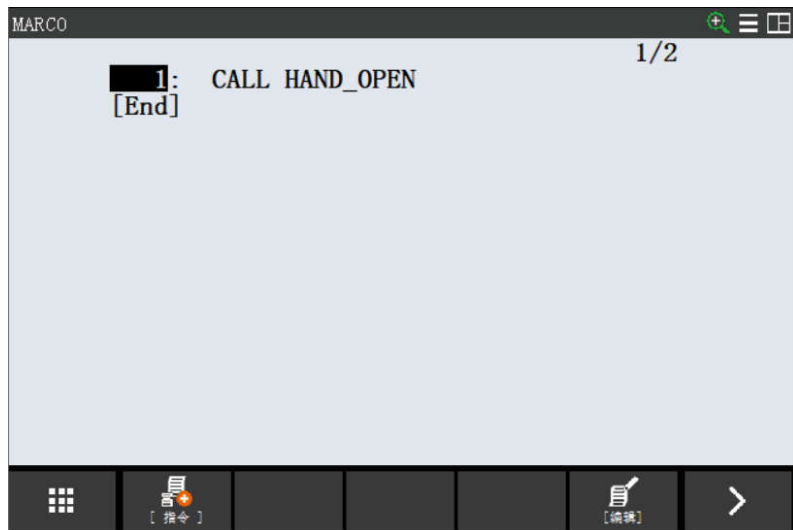 MARCO
1/2
1: CALL HAND_OPEN
[End]
[ 指令 ]
[编辑]